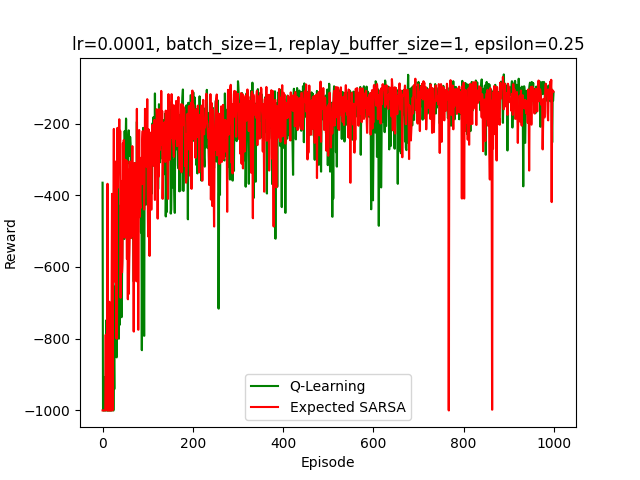 lr=0.0001, batch_size=1, replay_buffer_size=1, epsilon=0.25
Reward
−200
−400
−600
−800
−1000
Q-Learning
Expected SARSA
0 200 400 600 800 1000
Episode